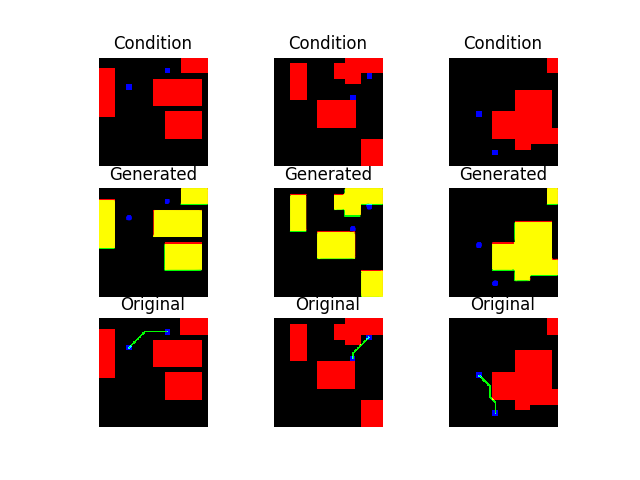 Condition
Condition
Condition
Generated
Generated
Generated
Original
Original
Original